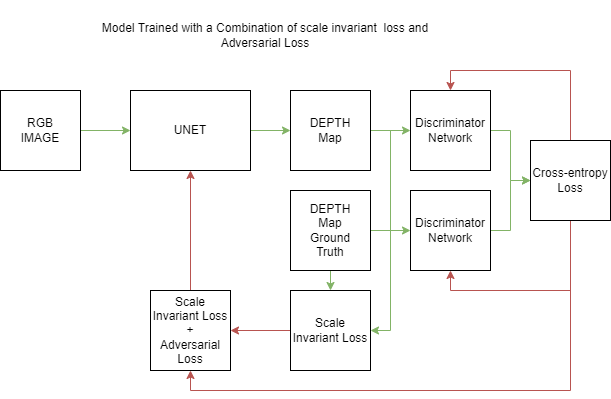 Model Trained with a Combination of scale invariant loss and
Adversarial Loss
RGB
IMAGE
UNET
DEPTH
Map
Discriminator
Network
Cross-entropy
Loss
DEPTH
Map
Ground
Truth
Discriminator
Network
Scale
Invariant Loss
+
Adversarial
Loss
Scale
Invariant Loss